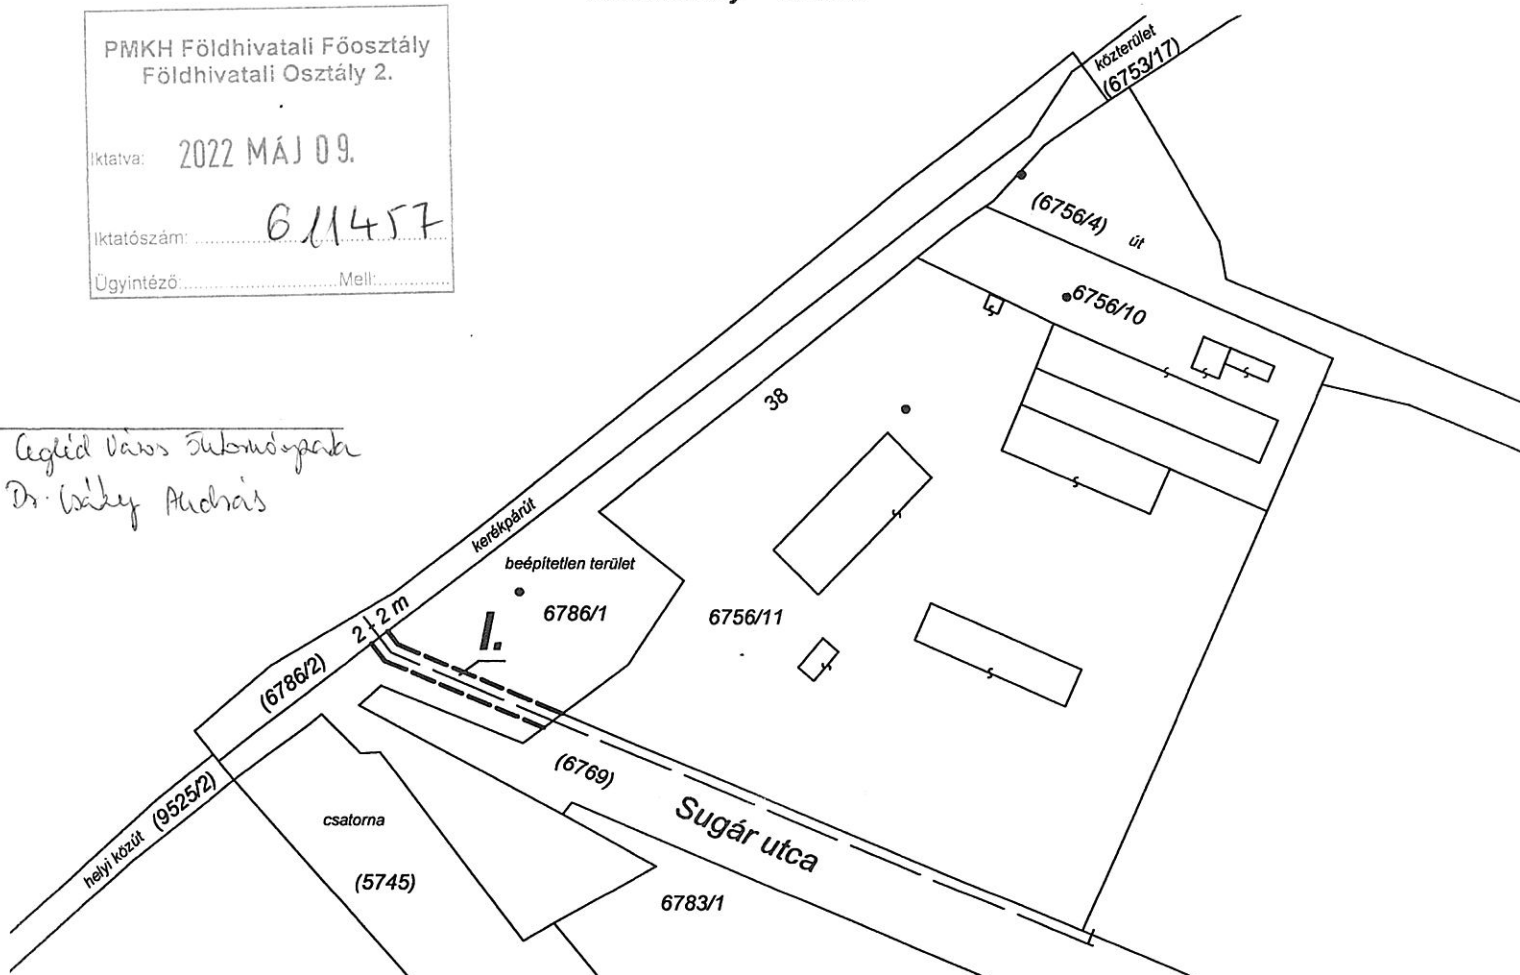 PMKH Földhivatali Főosztály
Földhivatali Osztály 2.
Iktatva: 2022 MÁJ 09.
Iktatószám: 611457
Ügyintéző: Mell:
Cegléd Város
Dr. András
közterület
(6753/17)
(6756/4) út
6756/10
38
kerékpárút
beépítetlen terület
6786/1
6756/11
2 2 m
I.
(6786/2)
(6769)
Sugár utca
helyi közút (9525/2)
csatorna
(5745)
6783/1